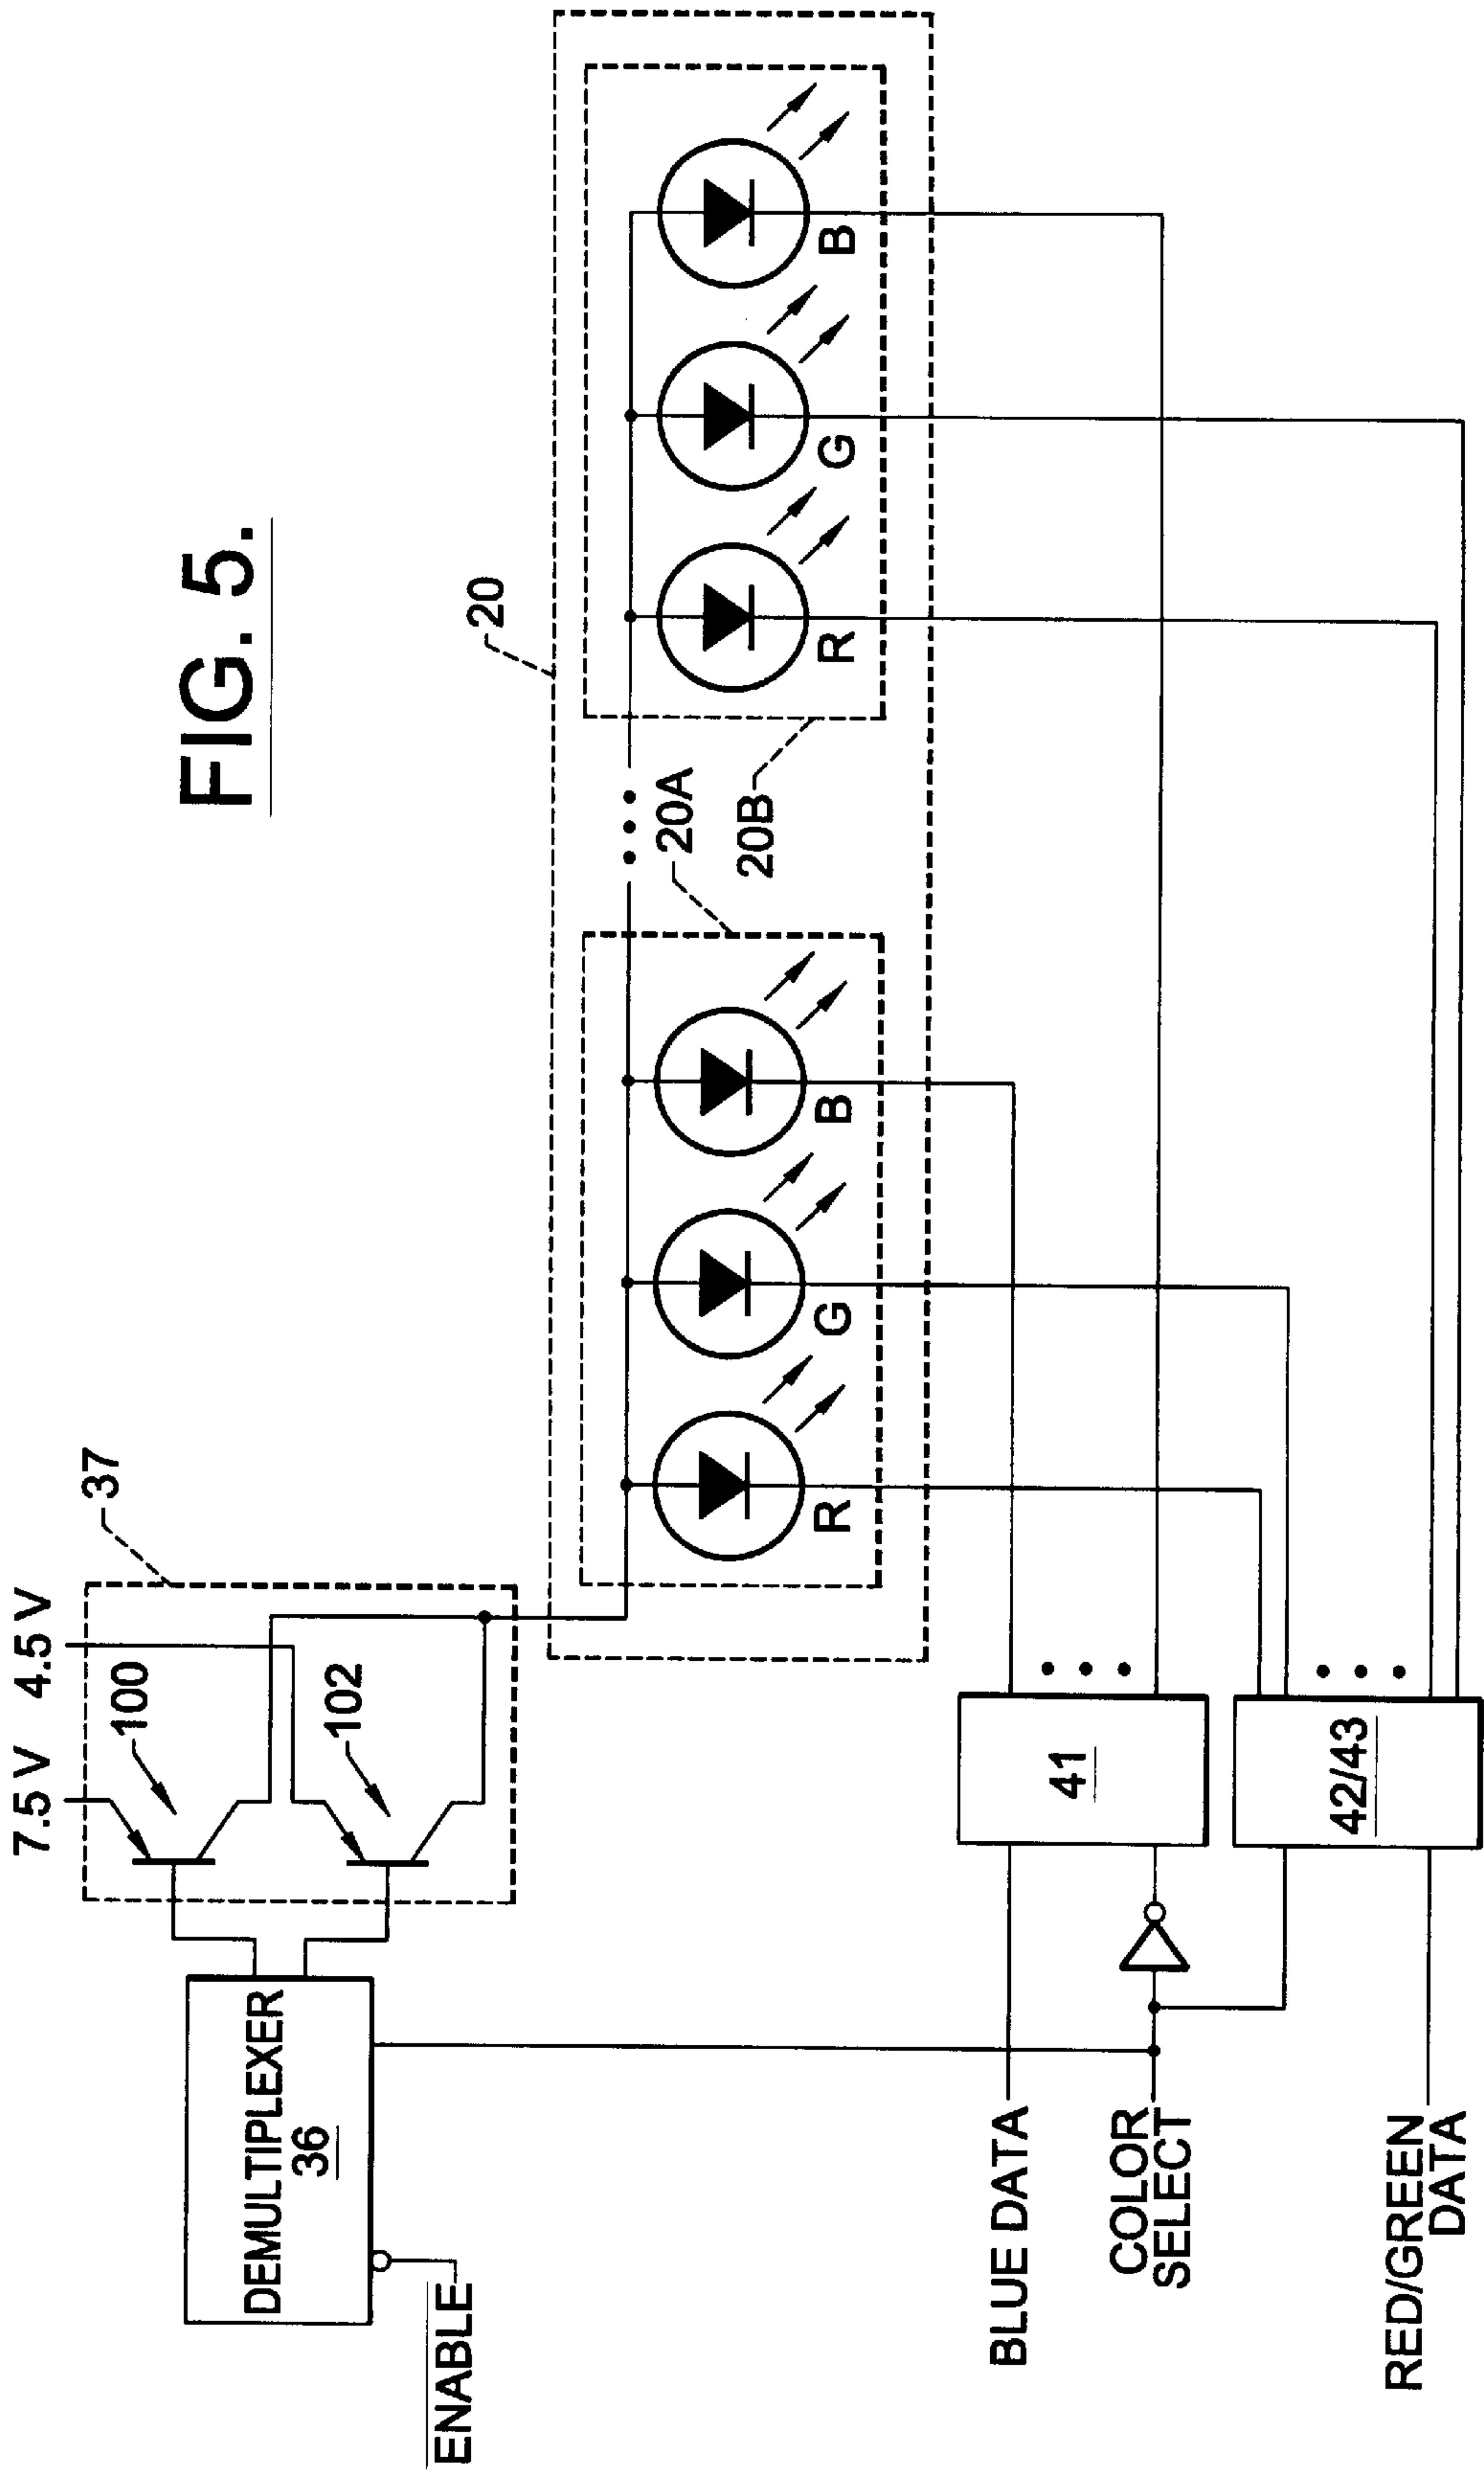 FIG. 5.
7.5 V 4.5 V
37
100
102
DEMULTIPLEXER
36
ENABLE
20
20A
20B
R G B
R G B
BLUE DATA
41
COLOR
SELECT
42/43
RED/GREEN
DATA